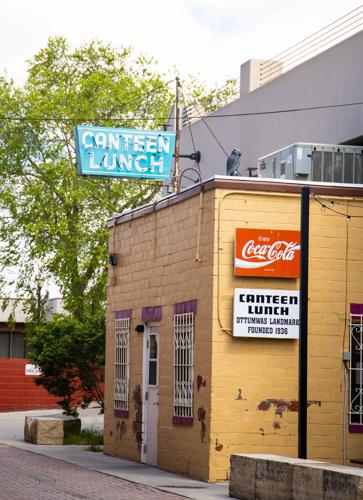 CANTEEN
LUNCH
ENJOY
Coca-Cola
CANTEEN
LUNCH
OTTUMWAS LANDMARK
FOUNDED 1936